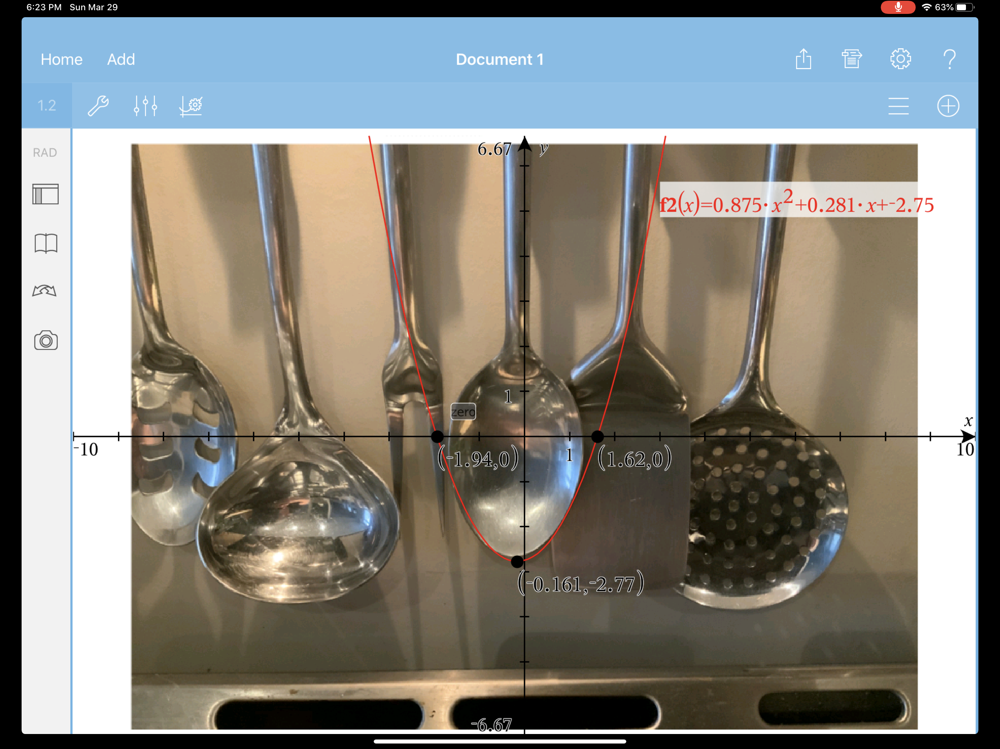 6:23 PM Sun Mar 29
63%
Home Add Document 1 ?
1.2
RAD
6.67 y
f2(x)=0.875·x²+0.281·x+⁻2.75
1
zero
x
⁻10
(⁻1.94,0)
1
(1.62,0)
10
(⁻0.161,⁻2.77)
⁻6.67